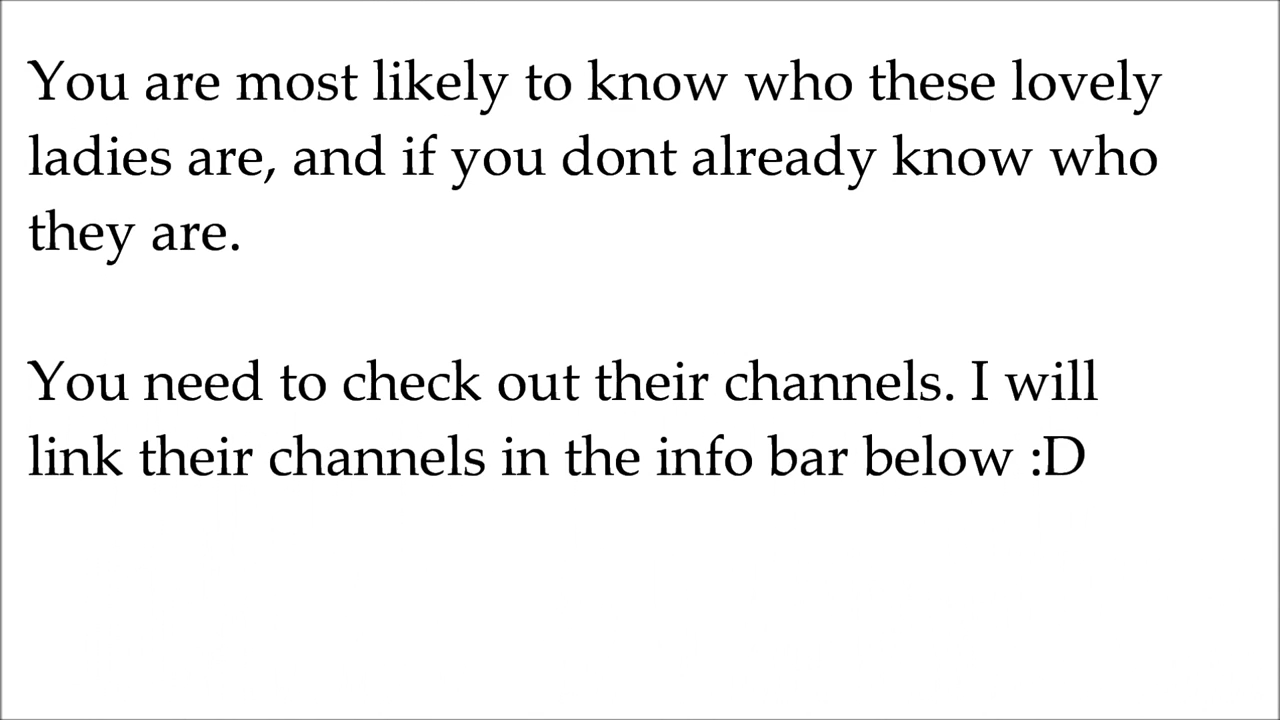 You are most likely to know who these lovely
ladies are, and if you dont already know who
they are.
You need to check out their channels. I will
link their channels in the info bar below :D